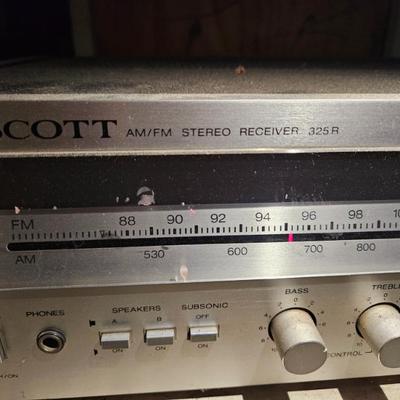 SCOTT AM/FM STEREO RECEIVER 325R
FM 88 90 92 94 96 98
AM 530 600 700 800
PHONES SPEAKERS SUBSONIC BASS TREBLE
A B OFF
ON ON ON
CONTROL